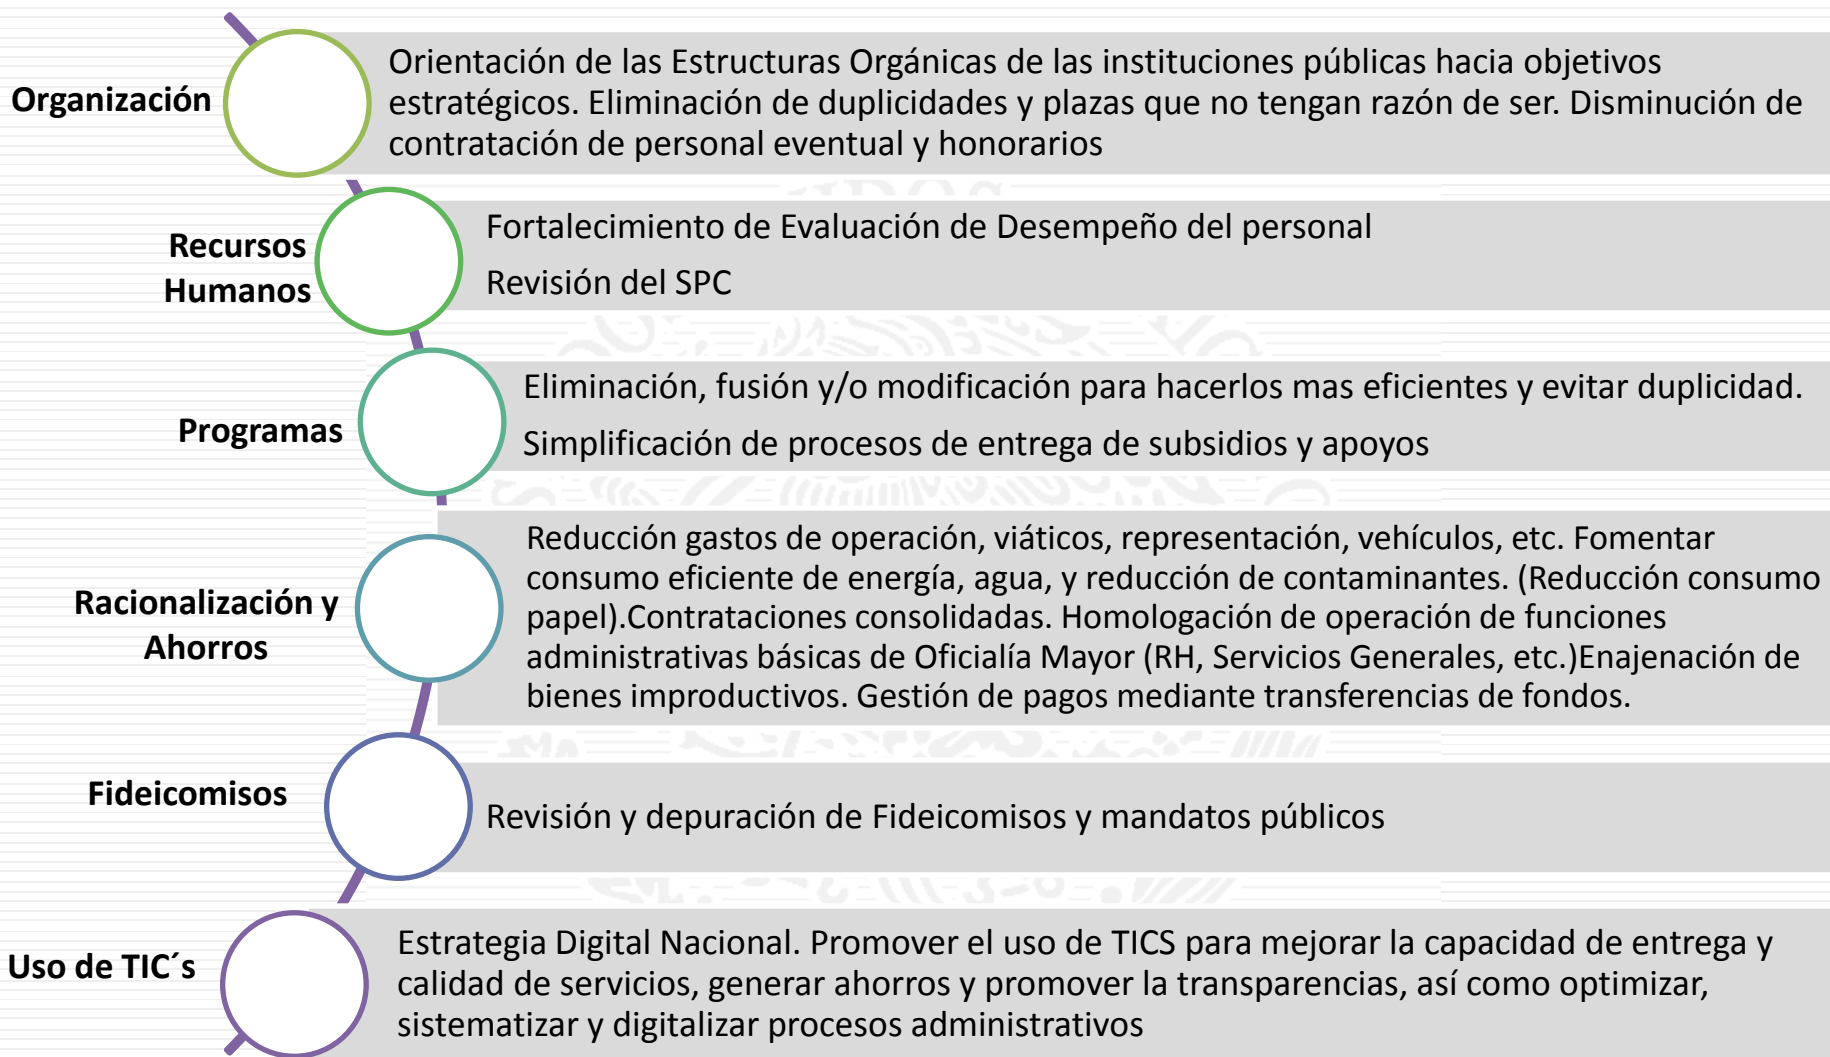 Organización
Orientación de las Estructuras Orgánicas de las instituciones públicas hacia objetivos
estratégicos. Eliminación de duplicidades y plazas que no tengan razón de ser. Disminución de
contratación de personal eventual y honorarios
Recursos
Humanos
Fortalecimiento de Evaluación de Desempeño del personal
Revisión del SPC
Programas
Eliminación, fusión y/o modificación para hacerlos mas eficientes y evitar duplicidad.
Simplificación de procesos de entrega de subsidios y apoyos
Racionalización y
Ahorros
Reducción gastos de operación, viáticos, representación, vehículos, etc. Fomentar
consumo eficiente de energía, agua, y reducción de contaminantes. (Reducción consumo
papel).Contrataciones consolidadas. Homologación de operación de funciones
administrativas básicas de Oficialía Mayor (RH, Servicios Generales, etc.)Enajenación de
bienes improductivos. Gestión de pagos mediante transferencias de fondos.
Fideicomisos
Revisión y depuración de Fideicomisos y mandatos públicos
Uso de TIC´s
Estrategia Digital Nacional. Promover el uso de TICS para mejorar la capacidad de entrega y
calidad de servicios, generar ahorros y promover la transparencias, así como optimizar,
sistematizar y digitalizar procesos administrativos